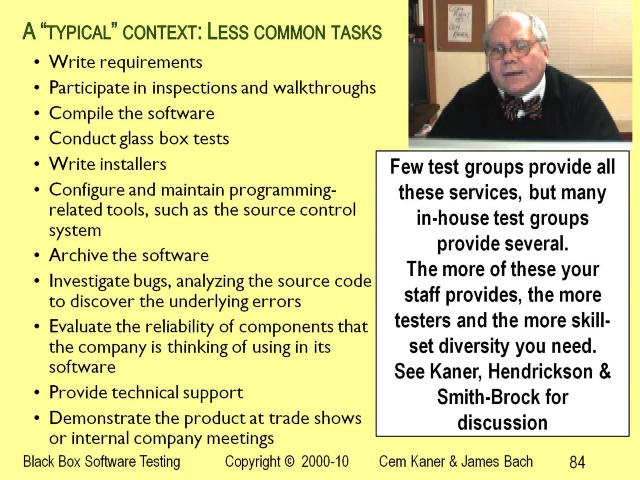 A “TYPICAL” CONTEXT: LESS COMMON TASKS
• Write requirements
• Participate in inspections and walkthroughs
• Compile the software
• Conduct glass box tests
• Write installers
• Configure and maintain programming-
related tools, such as the source control
system
• Archive the software
• Investigate bugs, analyzing the source code
to discover the underlying errors
• Evaluate the reliability of components that
the company is thinking of using in its
software
• Provide technical support
• Demonstrate the product at trade shows
or internal company meetings
Few test groups provide all
these services, but many
in-house test groups
provide several.
The more of these your
staff provides, the more
testers and the more skill-
set diversity you need.
See Kaner, Hendrickson &
Smith-Brock for
discussion
Black Box Software Testing Copyright © 2000-10 Cem Kaner & James Bach 84